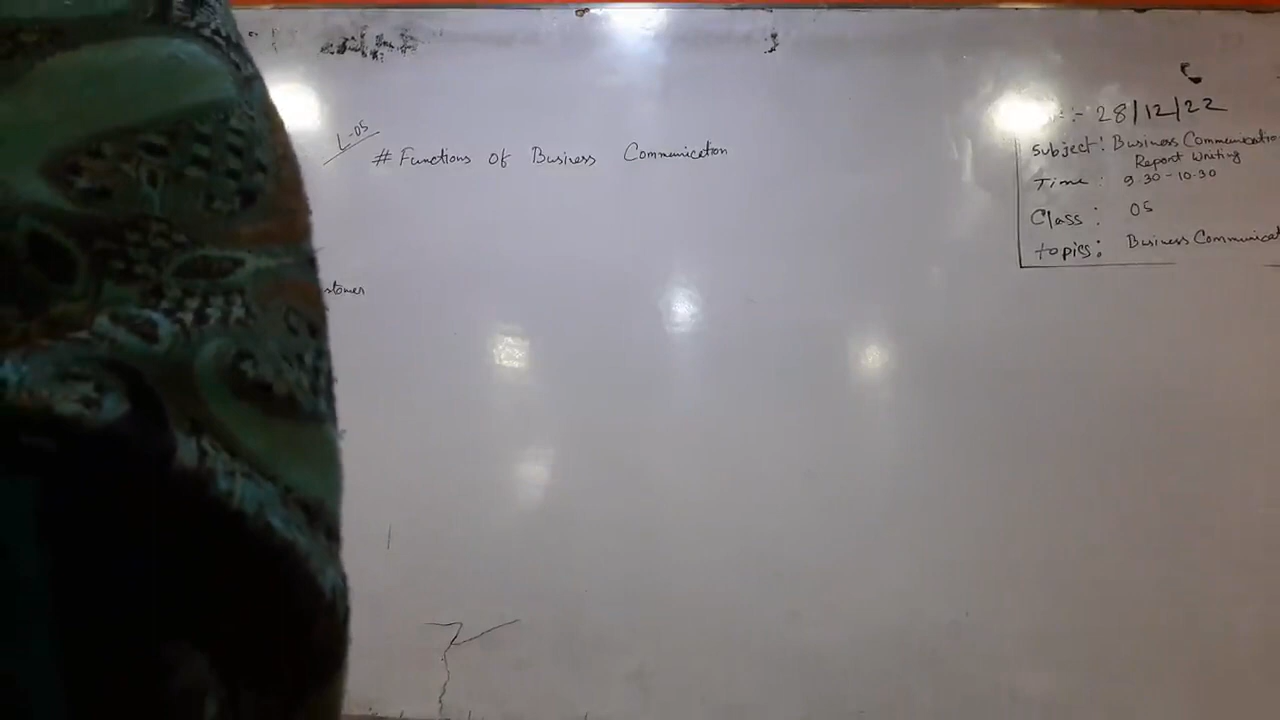 L-05
# Functions of Business Communication
stomer
:- 28/12/22
Subject: Business Communicatio
Report Writing
Time: 9.30-10.30
Class: 05
topics: Business Communicat